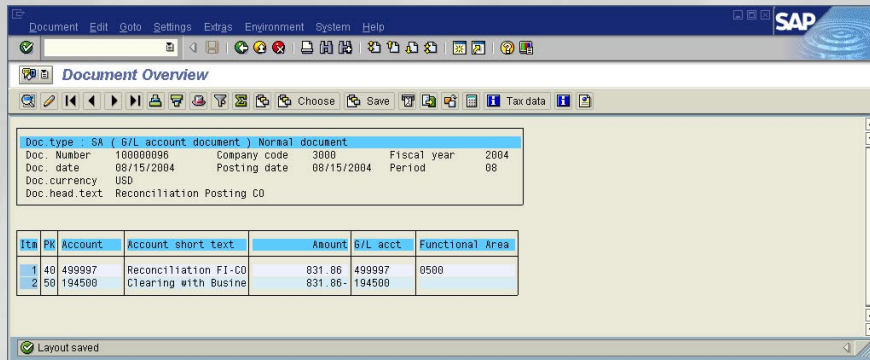 Document Edit Goto Settings Extras Environment System Help
SAP
Document Overview
Choose Save Tax data
Doc.type : SA ( G/L account document ) Normal document
Doc. Number 100000096 Company code 3000 Fiscal year 2004
Doc. date 08/15/2004 Posting date 08/15/2004 Period 08
Doc.currency USD
Doc.head.text Reconciliation Posting CO
Itm PK Account Account short text Amount G/L acct Functional Area
1 40 499997 Reconciliation FI-CO 831.86 499997 0500
2 50 194500 Clearing with Busine 831.86- 194500
Layout saved